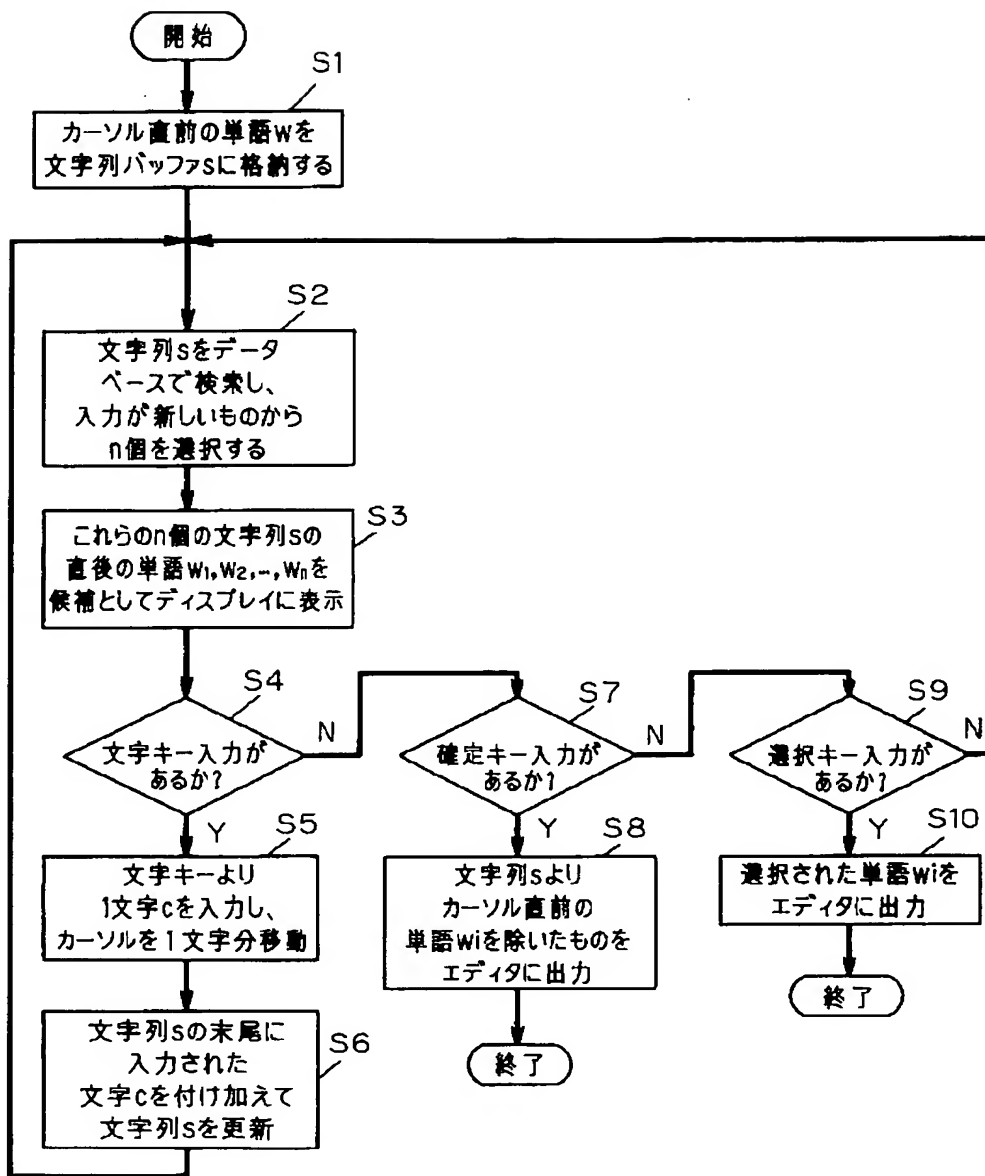 開始
S1
カーソル直前の単語wを
文字列バッファsに格納する
S2
文字列sをデータ
ベースで検索し、
入力が新しいものから
n個を選択する
S3
これらのn個の文字列sの
直後の単語w₁,w₂,…,wₙを
候補としてディスプレイに表示
S4
文字キー入力が
あるか?
N
Y
S7
確定キー入力が
あるか?
N
Y
S9
選択キー入力が
あるか?
N
Y
S5
文字キーより
1文字cを入力し、
カーソルを1文字分移動
S8
文字列sより
カーソル直前の
単語wiを除いたものを
エディタに出力
終了
S10
選択された単語wiを
エディタに出力
終了
S6
文字列sの末尾に
入力された
文字cを付け加えて
文字列sを更新